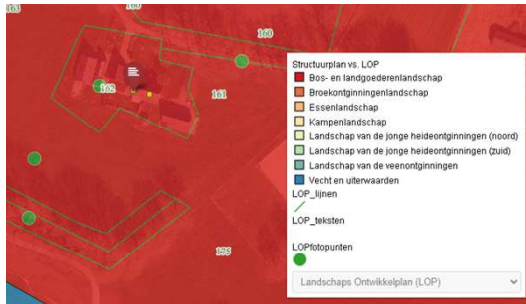 163
160
160
162
161
175
Structuurplan vs. LOP
Bos- en landgoederenlandschap
Broekontginningenlandschap
Essenlandschap
Kampenlandschap
Landschap van de jonge heideontginningen (noord)
Landschap van de jonge heideontginningen (zuid)
Landschap van de veenontginningen
Vecht en uiterwaarden
LOP_lijnen
LOP_teksten
LOPfotopunten
Landschaps Ontwikkelplan (LOP)